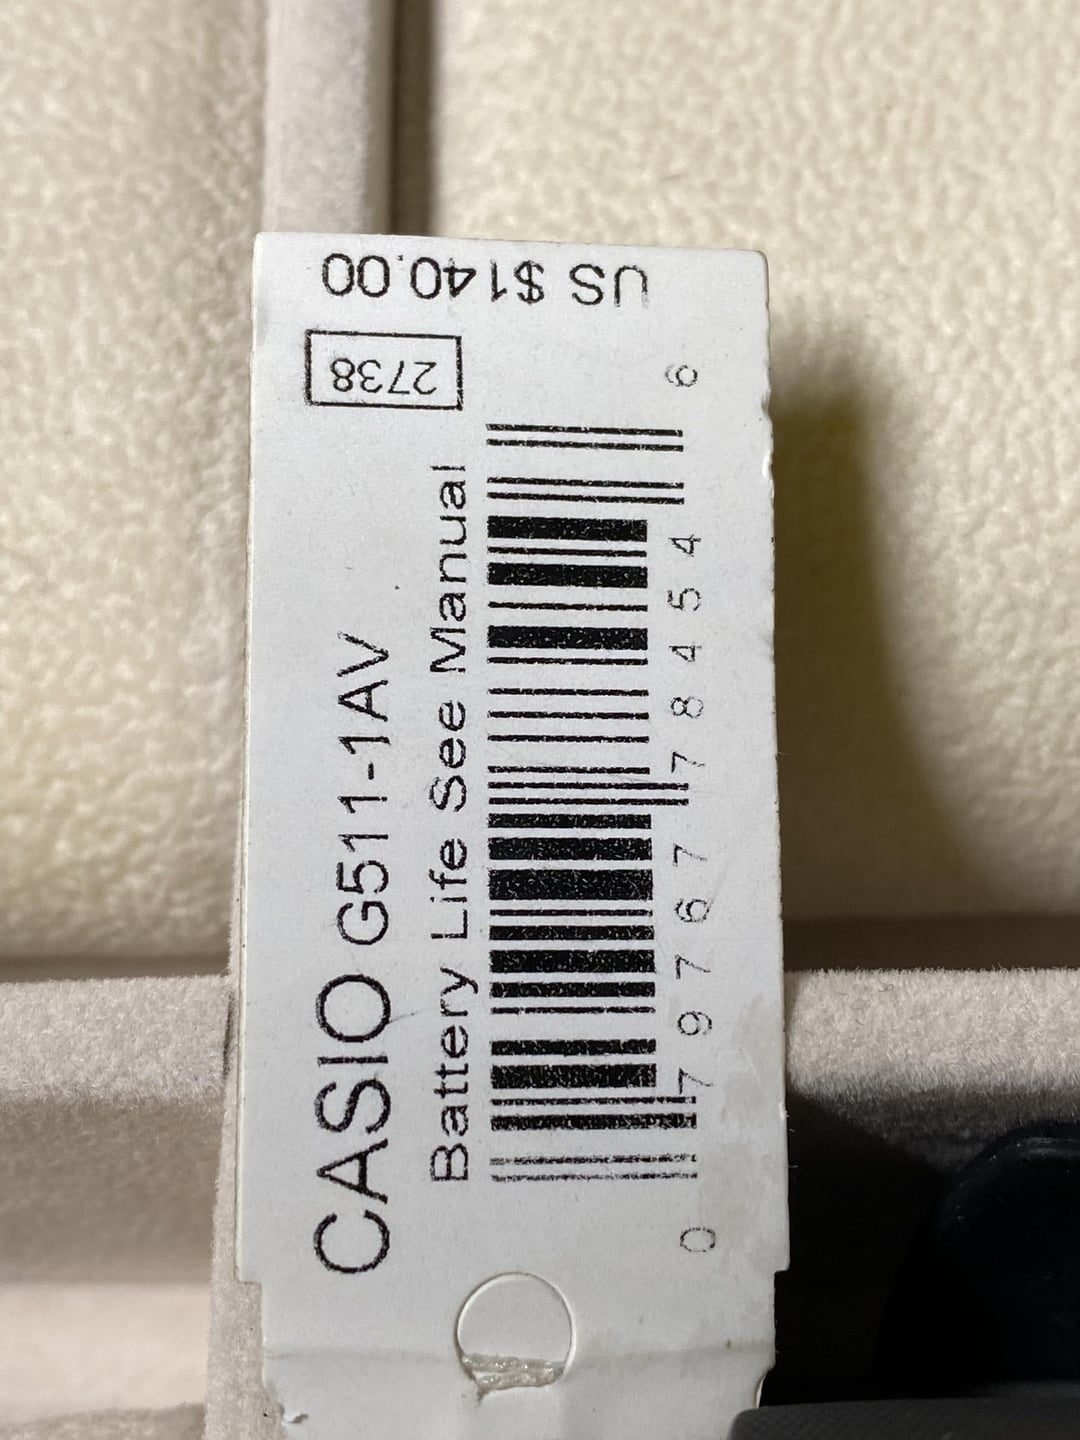 CASIO G511-1AV
2738
Battery Life See Manual
0 79767 78454 6
US $140.00